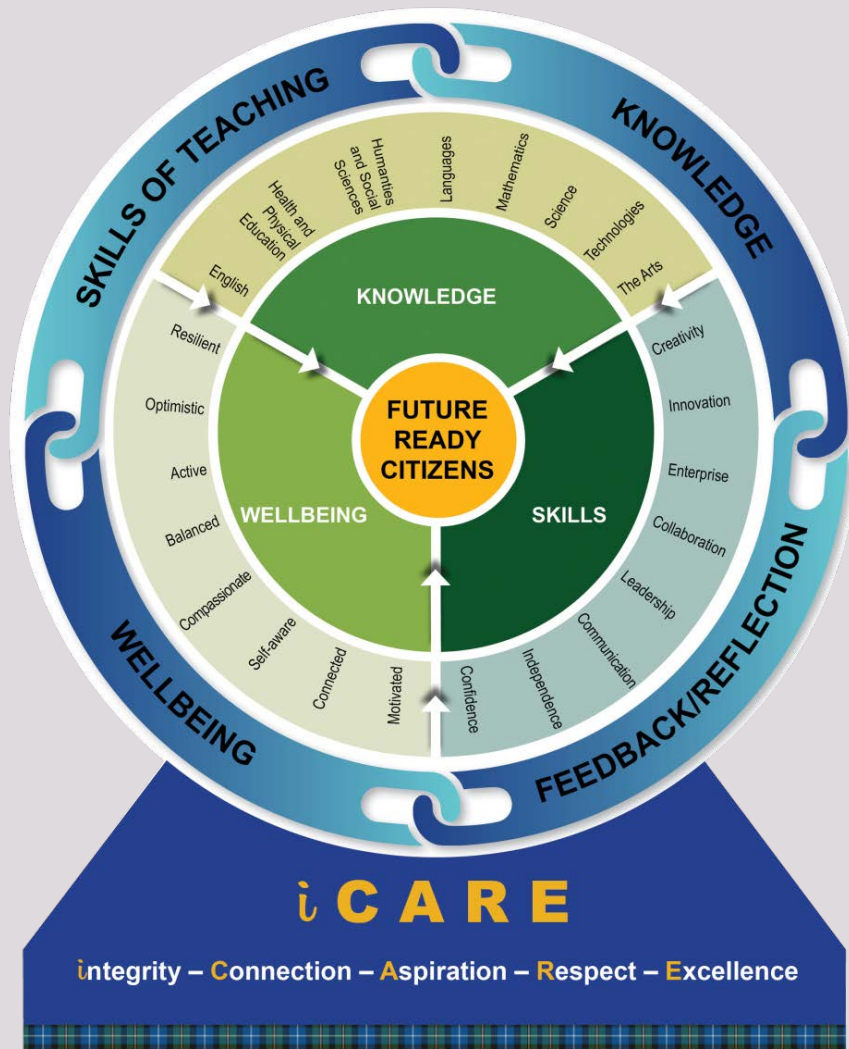 SKILLS OF TEACHING
KNOWLEDGE
FEEDBACK/REFLECTION
WELLBEING
English
Health and
Physical
Education
Humanities
and Social
Sciences
Languages
Mathematics
Science
Technologies
The Arts
Creativity
Innovation
Enterprise
Collaboration
Leadership
Communication
Independence
Confidence
Motivated
Connected
Self-aware
Compassionate
Balanced
Active
Optimistic
Resilient
KNOWLEDGE
WELLBEING
SKILLS
FUTURE
READY
CITIZENS
iCARE
integrity – Connection – Aspiration – Respect – Excellence